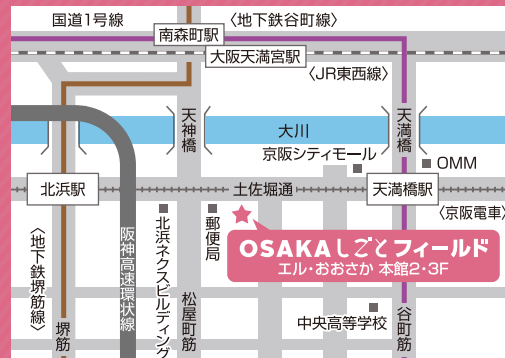 国道1号線
〈地下鉄谷町線〉
南森町駅
大阪天満宮駅
〈JR東西線〉
天神橋
大川
天満橋
京阪シティモール
OMM
北浜駅
土佐堀通
天満橋駅
〈京阪電車〉
〈地下鉄堺筋線〉
堺筋
阪神高速環状線
北浜ネクスビルディング
郵便局
松屋町筋
OSAKAしごとフィールド
エル・おおさか 本館2・3F
中央高等学校
谷町筋